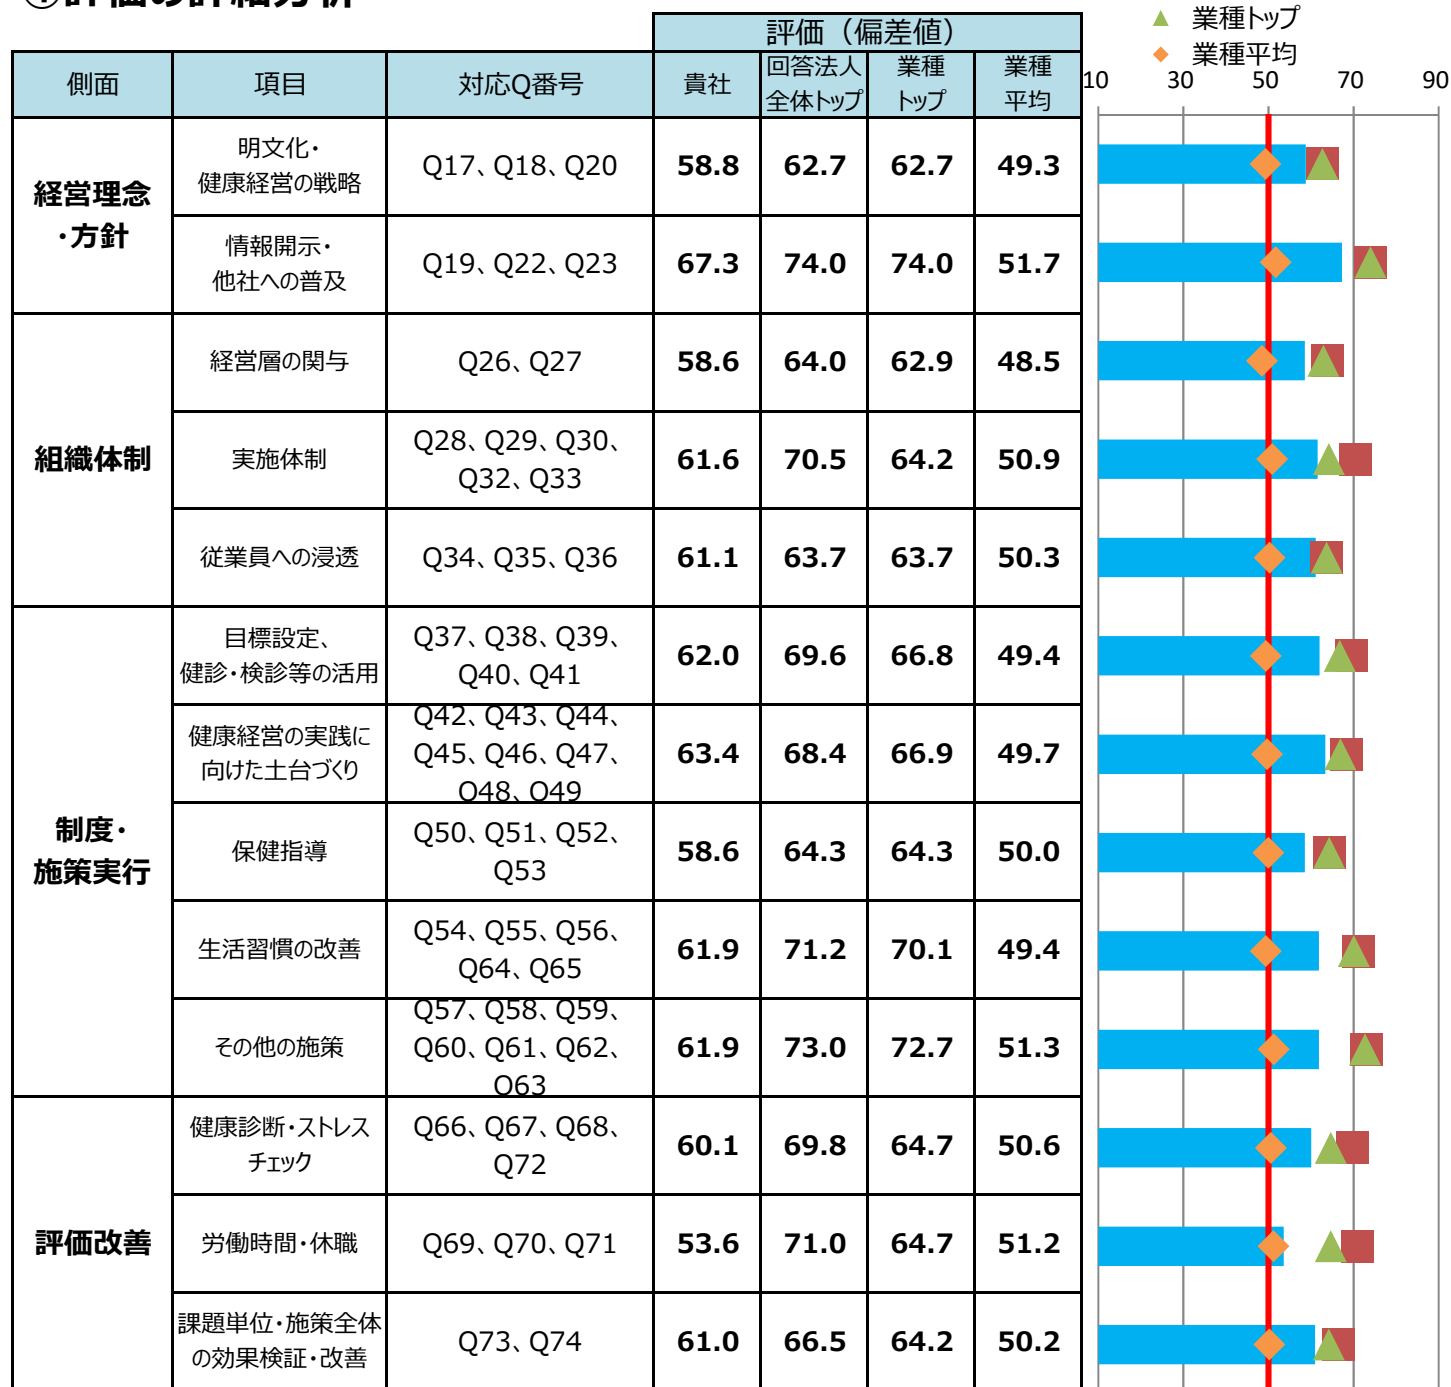 ①評価の詳細分析
▲ 業種トップ
◆ 業種平均
評価（偏差値）
側面 項目 対応Q番号 貴社 回答法人全体トップ 業種トップ 業種平均
10 30 50 70 90
経営理念・方針
明文化・
健康経営の戦略
Q17、Q18、Q20 58.8 62.7 62.7 49.3
情報開示・
他社への普及
Q19、Q22、Q23 67.3 74.0 74.0 51.7
組織体制
経営層の関与 Q26、Q27 58.6 64.0 62.9 48.5
実施体制
Q28、Q29、Q30、
Q32、Q33
61.6 70.5 64.2 50.9
従業員への浸透 Q34、Q35、Q36 61.1 63.7 63.7 50.3
制度・
施策実行
目標設定、
健診・検診等の活用
Q37、Q38、Q39、
Q40、Q41
62.0 69.6 66.8 49.4
健康経営の実践に
向けた土台づくり
Q42、Q43、Q44、
Q45、Q46、Q47、
Q48、Q49
63.4 68.4 66.9 49.7
保健指導
Q50、Q51、Q52、
Q53
58.6 64.3 64.3 50.0
生活習慣の改善
Q54、Q55、Q56、
Q64、Q65
61.9 71.2 70.1 49.4
その他の施策
Q57、Q58、Q59、
Q60、Q61、Q62、
Q63
61.9 73.0 72.7 51.3
評価改善
健康診断・ストレス
チェック
Q66、Q67、Q68、
Q72
60.1 69.8 64.7 50.6
労働時間・休職 Q69、Q70、Q71 53.6 71.0 64.7 51.2
課題単位・施策全体
の効果検証・改善
Q73、Q74 61.0 66.5 64.2 50.2